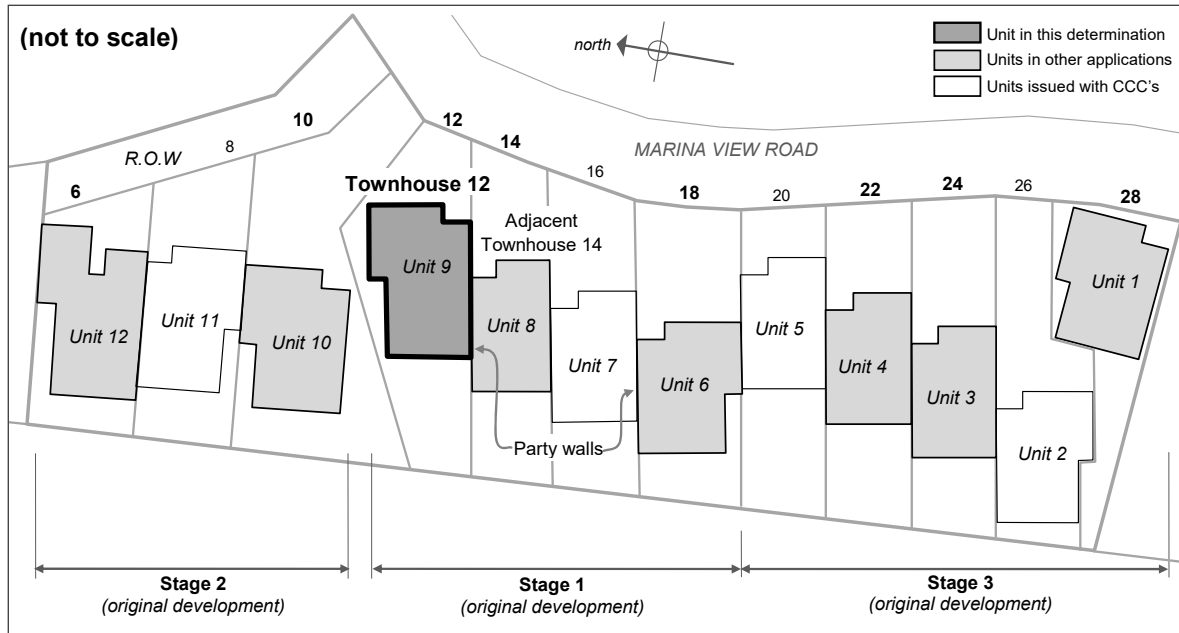 (not to scale)
north
Unit in this determination
Units in other applications
Units issued with CCC's
MARINA VIEW ROAD
R.O.W
6
8
10
12
14
16
18
20
22
24
26
28
Townhouse 12
Adjacent
Townhouse 14
Unit 12
Unit 11
Unit 10
Unit 9
Unit 8
Unit 7
Unit 6
Unit 5
Unit 4
Unit 3
Unit 2
Unit 1
Party walls
Stage 2
(original development)
Stage 1
(original development)
Stage 3
(original development)